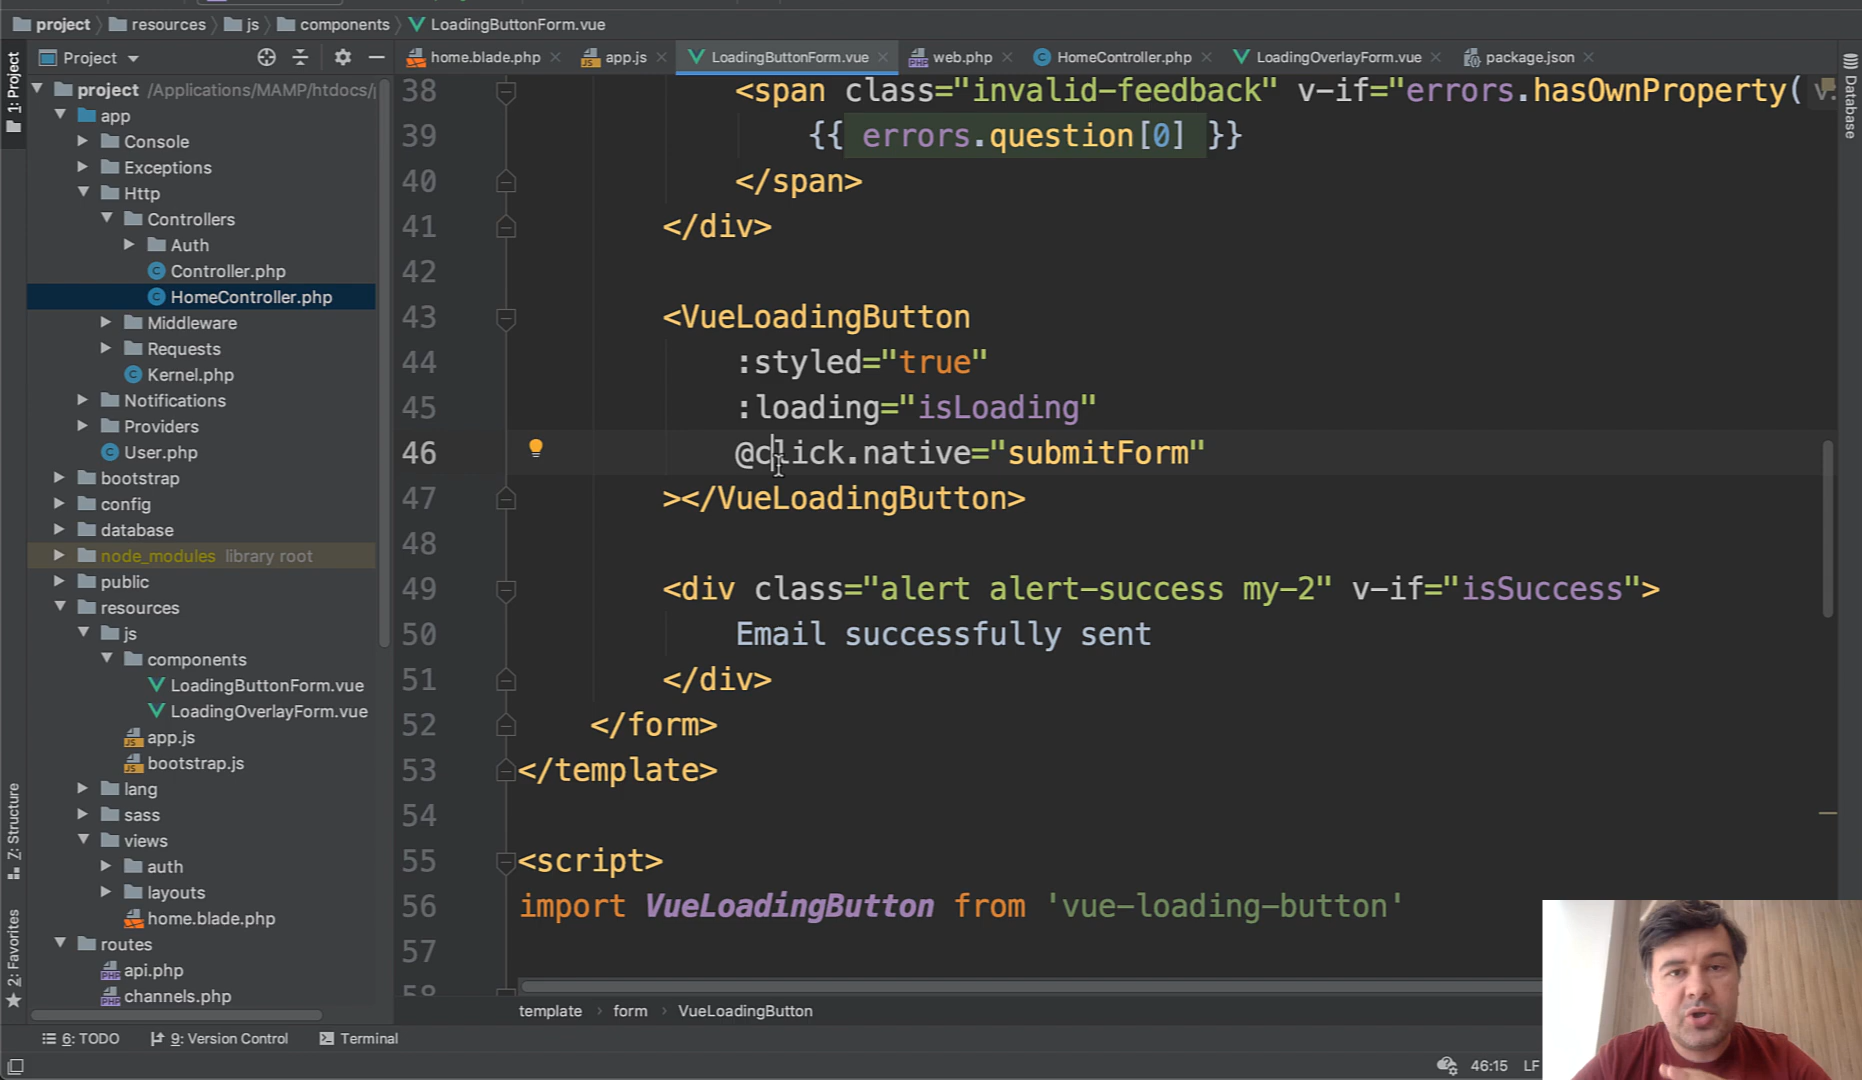 project resources js components LoadingButtonForm.vue
1: Project
Project
home.blade.php app.js LoadingButtonForm.vue web.php HomeController.php LoadingOverlayForm.vue package.json
Database
project /Applications/MAMP/htdocs/
app
Console
Exceptions
Http
Controllers
Auth
Controller.php
HomeController.php
Middleware
Requests
Kernel.php
Notifications
Providers
User.php
bootstrap
config
database
node_modules library root
public
resources
js
components
LoadingButtonForm.vue
LoadingOverlayForm.vue
app.js
bootstrap.js
lang
sass
views
auth
layouts
home.blade.php
routes
api.php
channels.php
Z: Structure
2: Favorites
38 <span class="invalid-feedback" v-if="errors.hasOwnProperty(
39 {{ errors.question[0] }}
40 </span>
41 </div>
42
43 <VueLoadingButton
44 :styled="true"
45 :loading="isLoading"
46 @click.native="submitForm"
47 ></VueLoadingButton>
48
49 <div class="alert alert-success my-2" v-if="isSuccess">
50 Email successfully sent
51 </div>
52 </form>
53 </template>
54
55 <script>
56 import VueLoadingButton from 'vue-loading-button'
57
58
template › form › VueLoadingButton
6: TODO 9: Version Control Terminal
46:15 LF